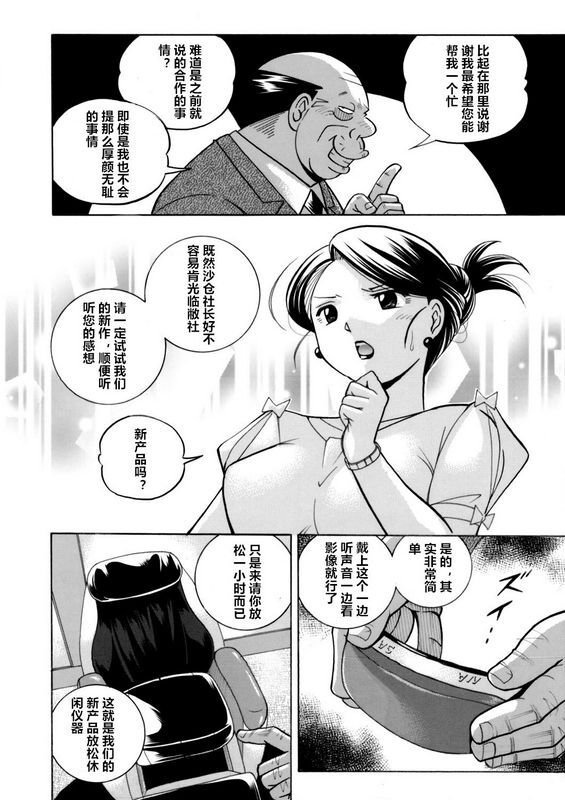 比起在那里说谢
谢我最希望您能
帮我一个忙
难道是之前就
说的合作的事
情？
即使是我也不会
提那么厚颜无耻
的事情
既然沙仓社长好不
容易肯光临敝社
请一定试试我们
的新作，顺便听
听您的感想
新产品吗？
是的，其
实非常简
单
戴上这个一边
听声音一边看
影像就行了
N/A
SA
只是来请你放
松一小时而已
这就是我们的
新产品放松休
闲仪器